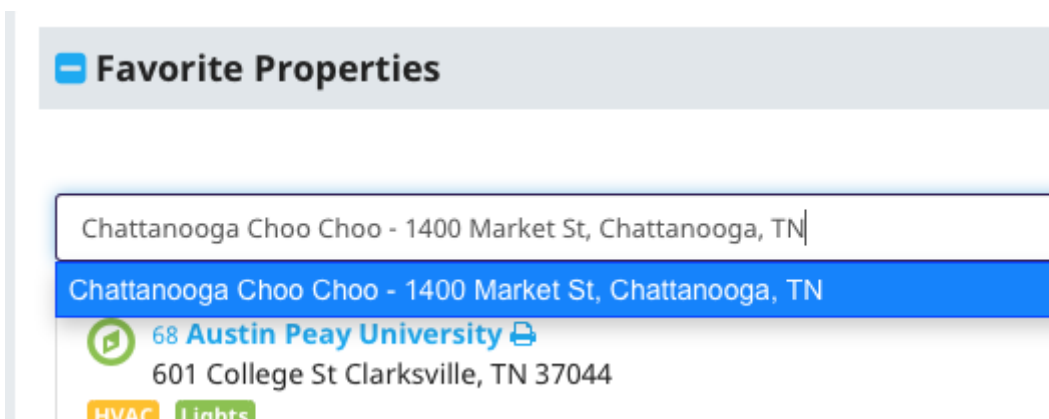 Favorite Properties
Chattanooga Choo Choo - 1400 Market St, Chattanooga, TN
Chattanooga Choo Choo - 1400 Market St, Chattanooga, TN
68 Austin Peay University
601 College St Clarksville, TN 37044
HVAC Lights